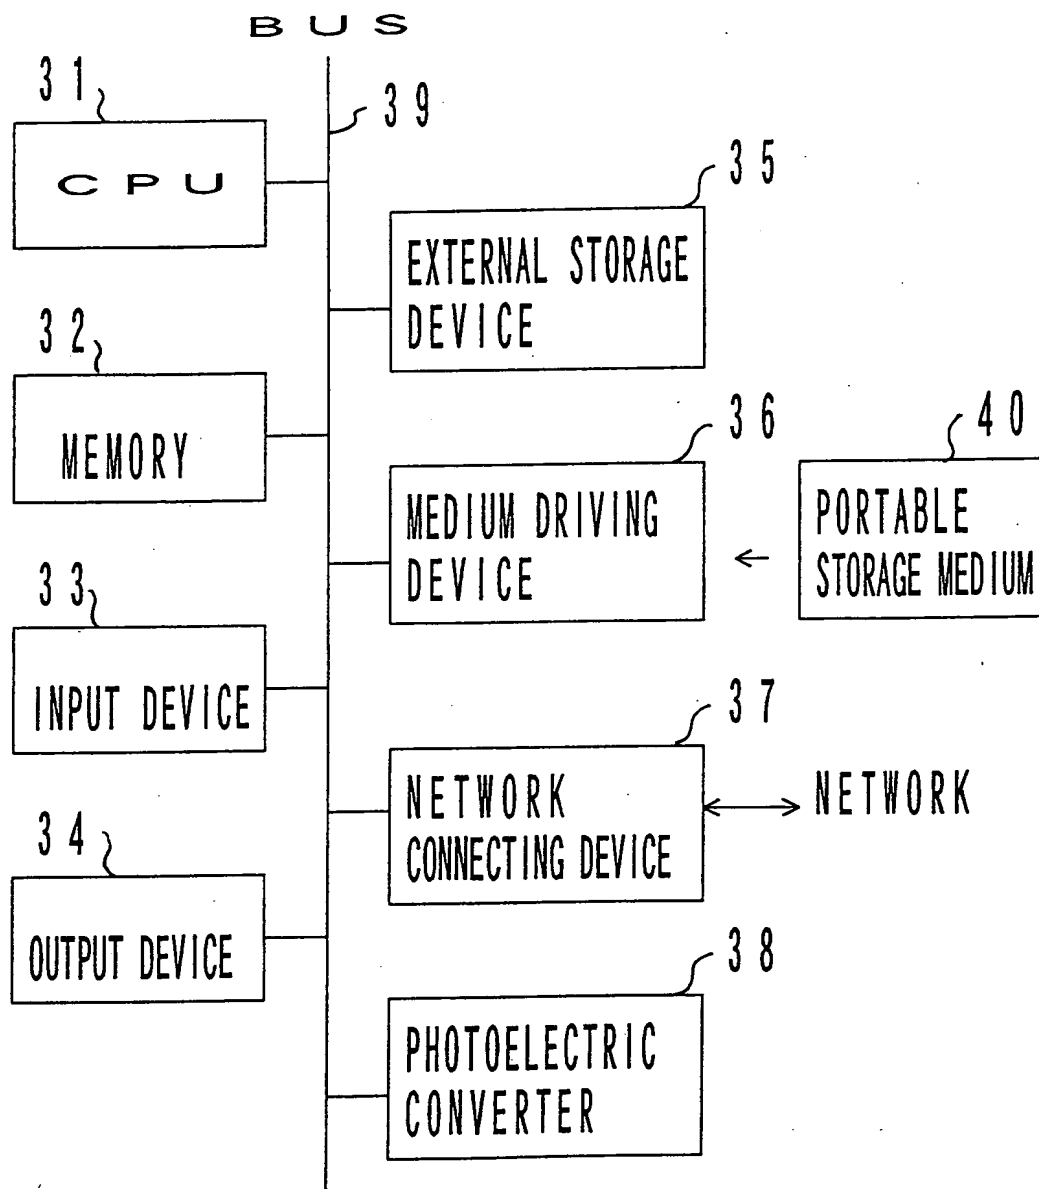 BUS
31
CPU
39
35
EXTERNAL STORAGE
DEVICE
32
MEMORY
36
MEDIUM DRIVING
DEVICE
40
PORTABLE
STORAGE MEDIUM
33
INPUT DEVICE
37
NETWORK
CONNECTING DEVICE
NETWORK
34
OUTPUT DEVICE
38
PHOTOELECTRIC
CONVERTER